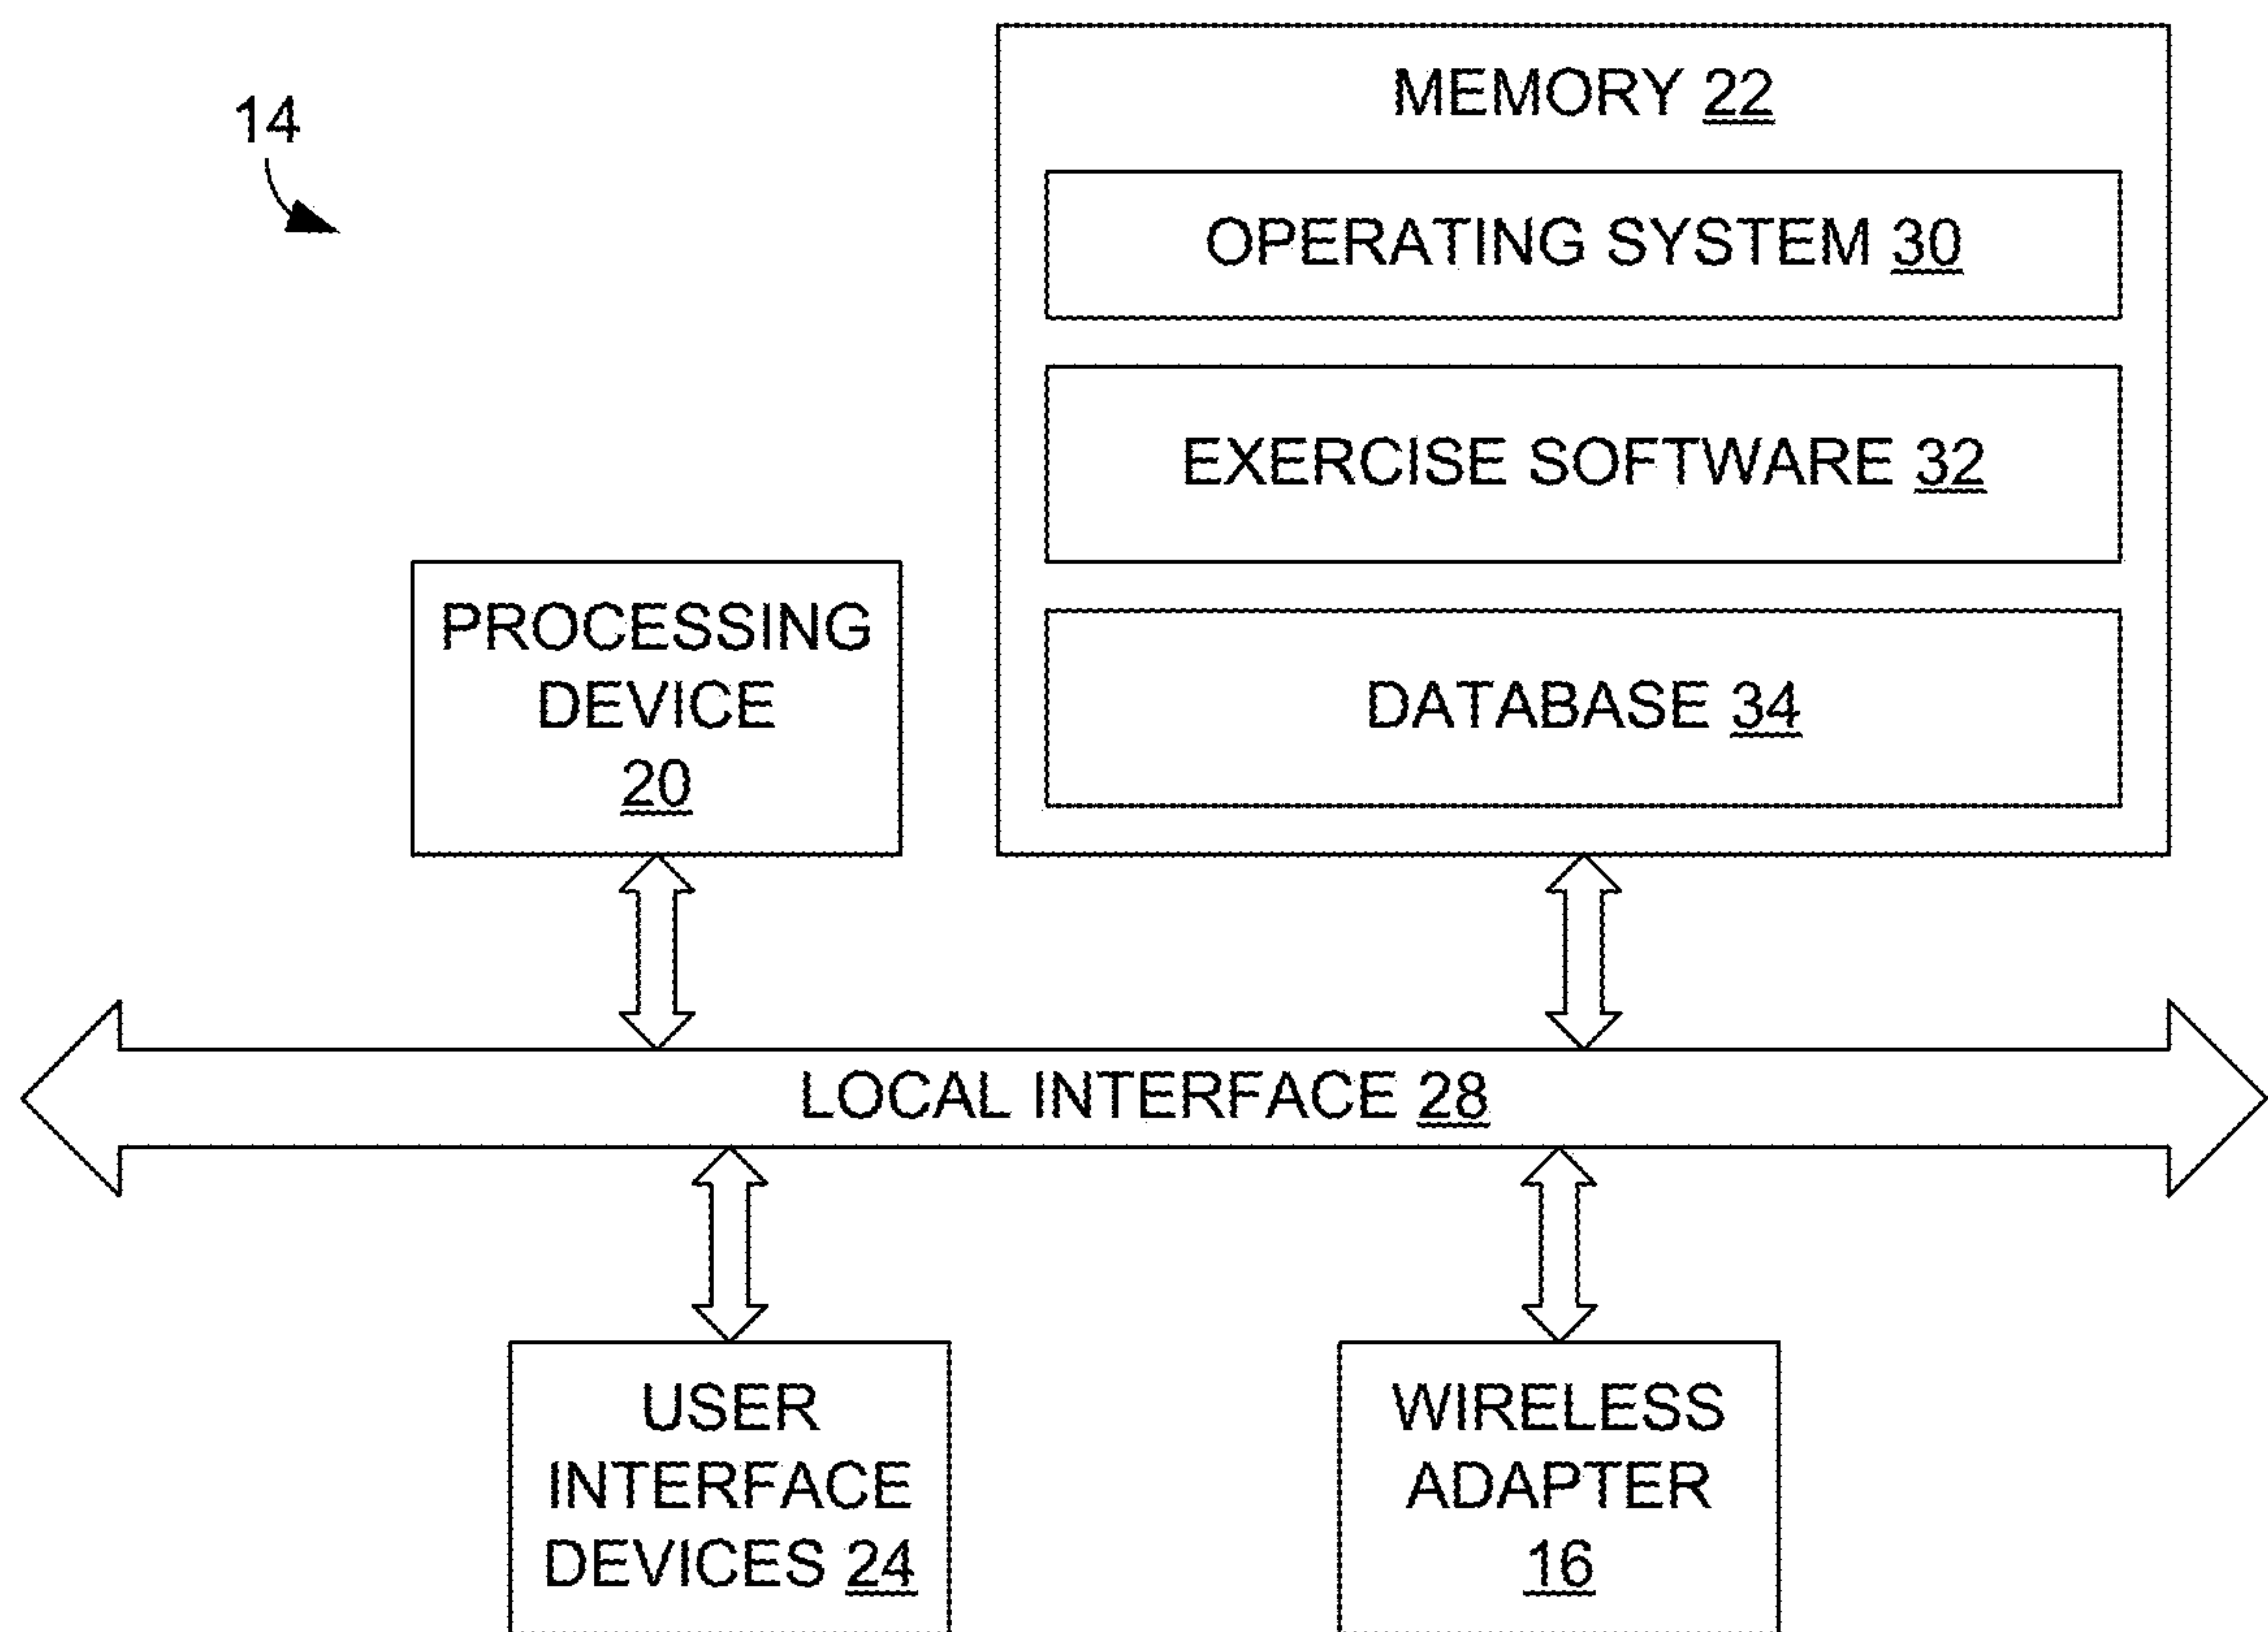 14
MEMORY 22
OPERATING SYSTEM 30
EXERCISE SOFTWARE 32
DATABASE 34
PROCESSING
DEVICE
20
LOCAL INTERFACE 28
USER
INTERFACE
DEVICES 24
WIRELESS
ADAPTER
16